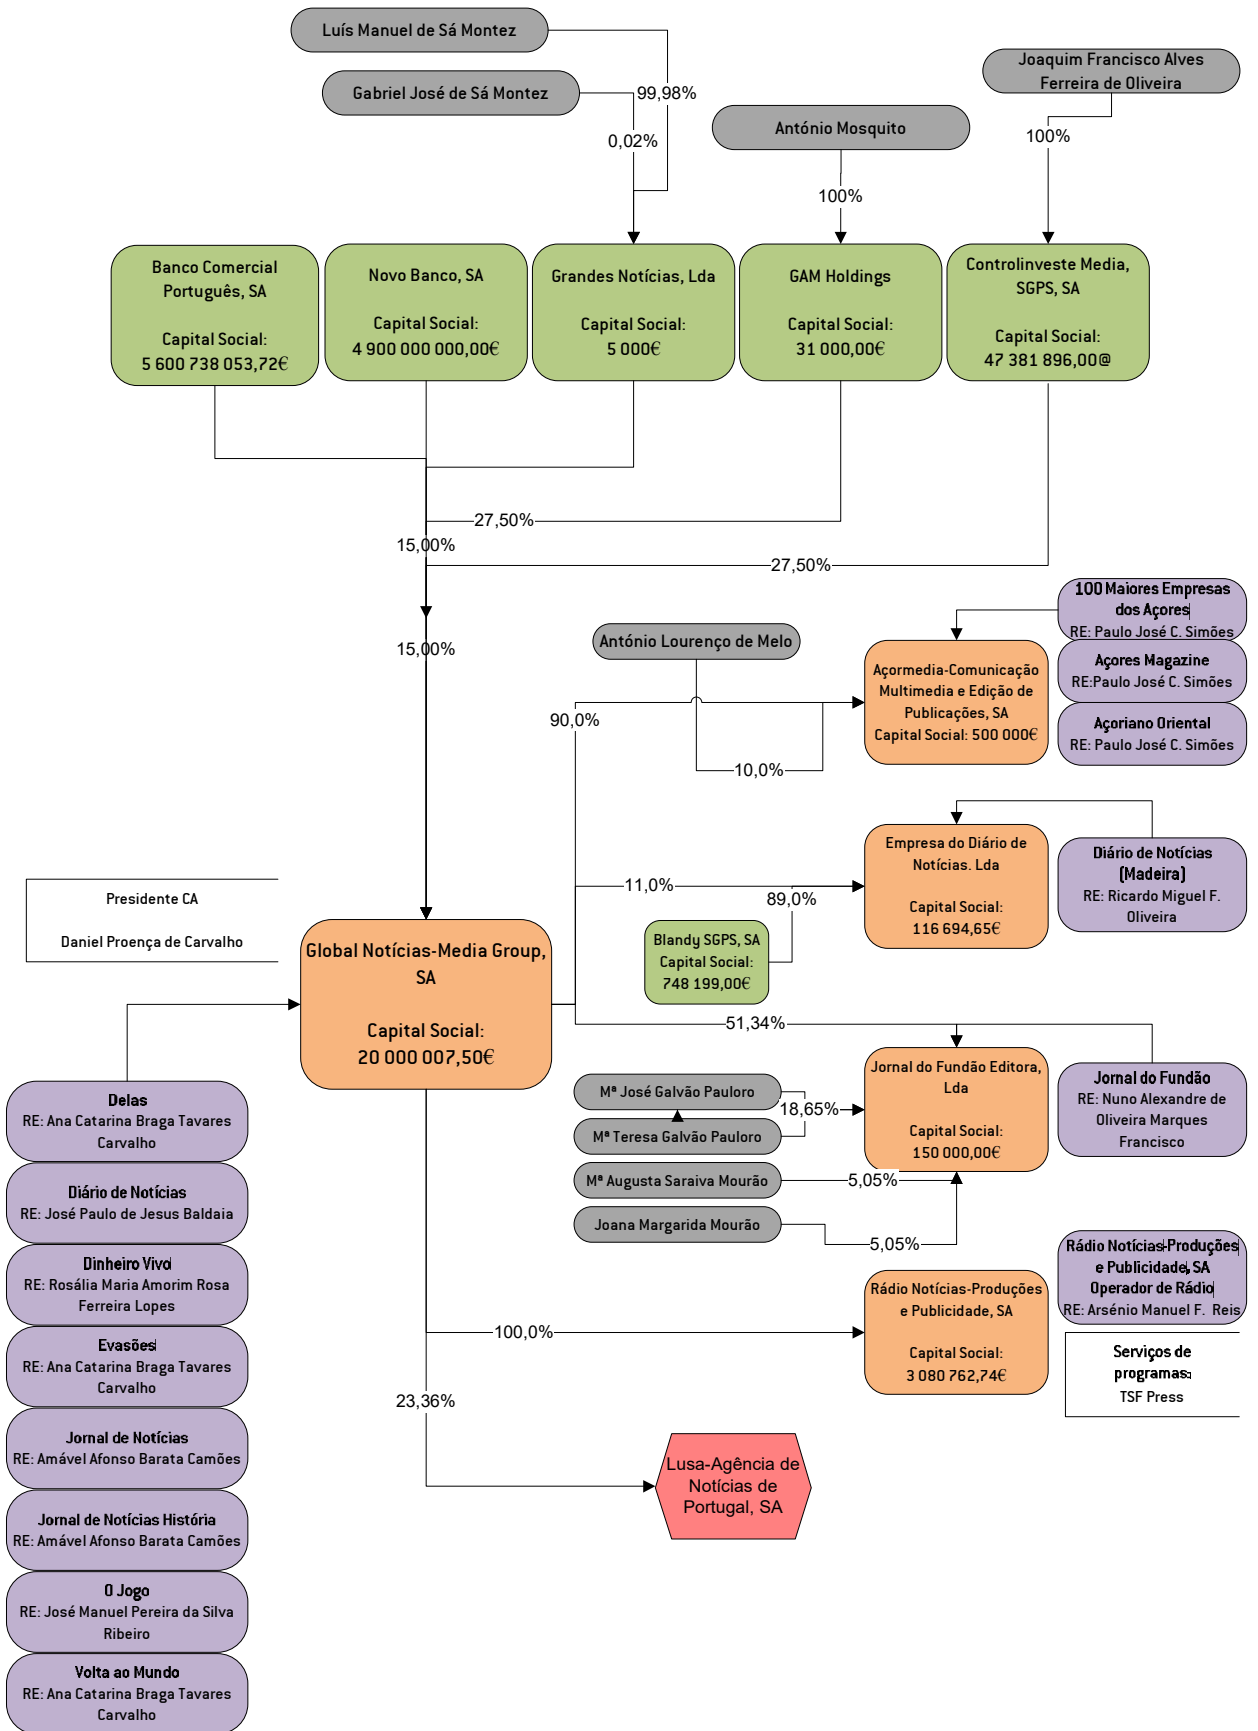 Luís Manuel de Sá Montez
Gabriel José de Sá Montez
99,98%
0,02%
António Mosquito
100%
Joaquim Francisco Alves
Ferreira de Oliveira
100%
Banco Comercial
Português, SA
Capital Social:
5 600 738 053,72€
Novo Banco, SA
Capital Social:
4 900 000 000,00€
Grandes Notícias, Lda
Capital Social:
5 000€
GAM Holdings
Capital Social:
31 000,00€
Controlinveste Media,
SGPS, SA
Capital Social:
47 381 896,00@
27,50%
15,00%
27,50%
15,00%
António Lourenço de Melo
90,0%
10,0%
Açormedia-Comunicação
Multimedia e Edição de
Publicações, SA
Capital Social: 500 000€
100 Maiores Empresas
dos Açores
RE: Paulo José C. Simões
Açores Magazine
RE:Paulo José C. Simões
Açoriano Oriental
RE: Paulo José C. Simões
11,0%
89,0%
Blandy SGPS, SA
Capital Social:
748 199,00€
Empresa do Diário de
Notícias. Lda
Capital Social:
116 694,65€
Diário de Notícias
(Madeira)
RE: Ricardo Miguel F.
Oliveira
Presidente CA
Daniel Proença de Carvalho
Global Notícias-Media Group,
SA
Capital Social:
20 000 007,50€
51,34%
Mª José Galvão Pauloro
18,65%
Mª Teresa Galvão Pauloro
Mª Augusta Saraiva Mourão
5,05%
Joana Margarida Mourão
5,05%
Jornal do Fundão Editora,
Lda
Capital Social:
150 000,00€
Jornal do Fundão
RE: Nuno Alexandre de
Oliveira Marques
Francisco
100,0%
Rádio Notícias-Produções
e Publicidade, SA
Capital Social:
3 080 762,74€
Rádio Notícias-Produções
e Publicidade, SA
Operador de Rádio
RE: Arsénio Manuel F. Reis
Serviços de
programas:
TSF Press
23,36%
Lusa-Agência de
Notícias de
Portugal, SA
Delas
RE: Ana Catarina Braga Tavares
Carvalho
Diário de Notícias
RE: José Paulo de Jesus Baldaia
Dinheiro Vivo
RE: Rosália Maria Amorim Rosa
Ferreira Lopes
Evasões
RE: Ana Catarina Braga Tavares
Carvalho
Jornal de Notícias
RE: Amável Afonso Barata Camões
Jornal de Notícias História
RE: Amável Afonso Barata Camões
O Jogo
RE: José Manuel Pereira da Silva
Ribeiro
Volta ao Mundo
RE: Ana Catarina Braga Tavares
Carvalho